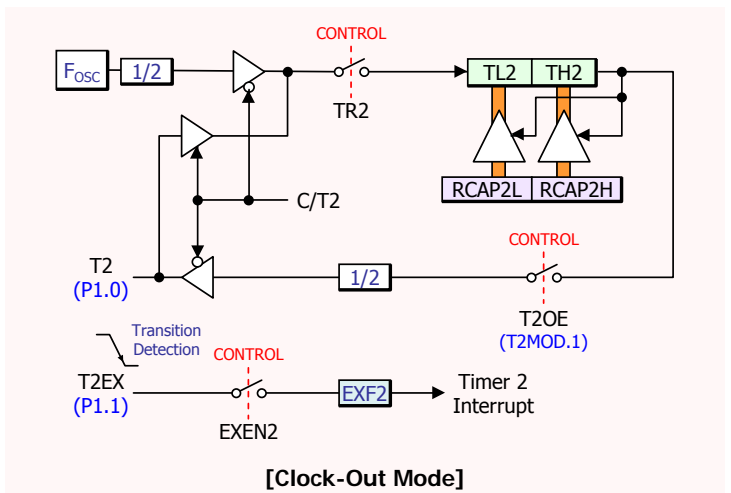 CONTROL
FOSC
1/2
TL2
TH2
TR2
C/T2
RCAP2L
RCAP2H
CONTROL
T2
(P1.0)
1/2
T2OE
(T2MOD.1)
Transition
Detection
CONTROL
T2EX
(P1.1)
EXF2
Timer 2
Interrupt
EXEN2
[Clock-Out Mode]